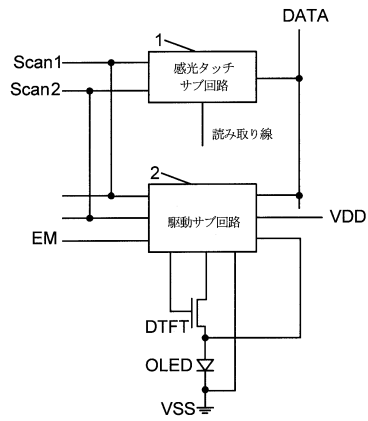 DATA
1
Scan1
Scan2
感光タッチ
サブ回路
読み取り線
2
駆動サブ回路
VDD
EM
DTFT
OLED
VSS